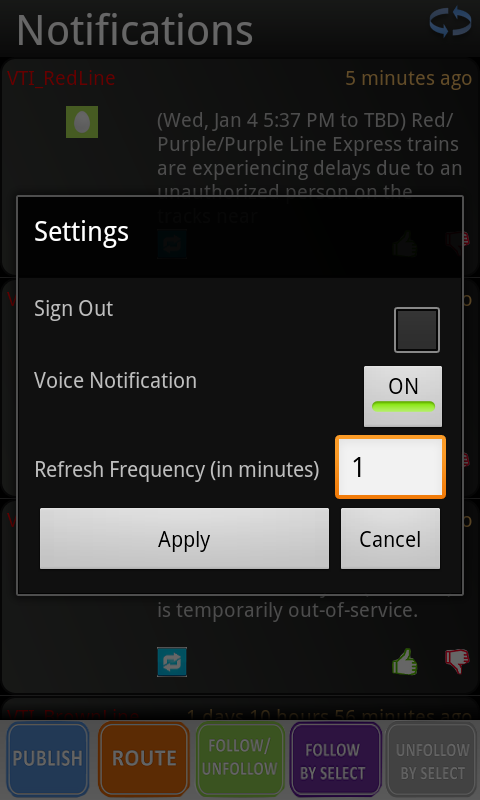 Notifications
VTI_RedLine 5 minutes ago
(Wed, Jan 4 5:37 PM to TBD) Red/
Purple/Purple Line Express trains
are experiencing delays due to an
unauthorized person on the
tracks near
Settings
Sign Out
Voice Notification
ON
Refresh Frequency (in minutes)
1
Apply
Cancel
is temporarily out-of-service.
1 days 10 hours 56 minutes ago
PUBLISH
ROUTE
FOLLOW/
UNFOLLOW
FOLLOW
BY SELECT
UNFOLLOW
BY SELECT